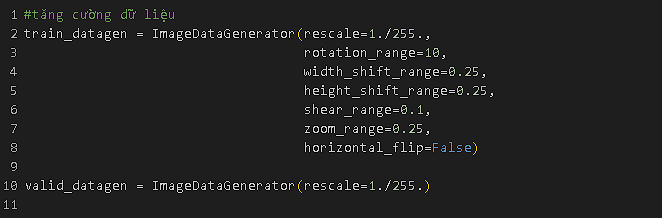 1 #tăng cường dữ liệu
2 train_datagen = ImageDataGenerator(rescale=1./255.,
3                                    rotation_range=10,
4                                    width_shift_range=0.25,
5                                    height_shift_range=0.25,
6                                    shear_range=0.1,
7                                    zoom_range=0.25,
8                                    horizontal_flip=False)
9
10 valid_datagen = ImageDataGenerator(rescale=1./255.)
11